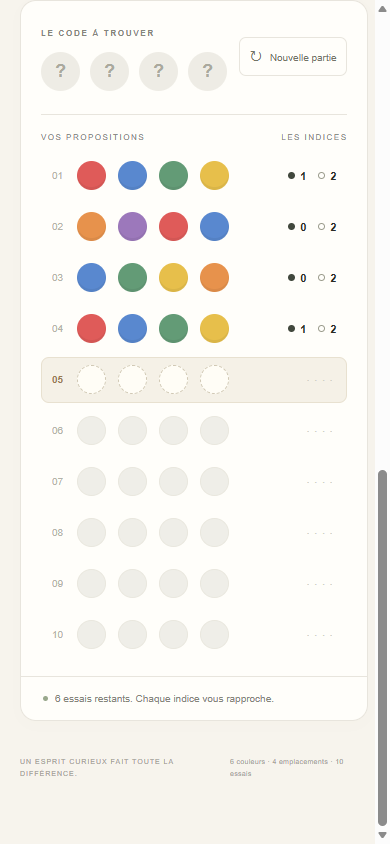 LE CODE À TROUVER
? ? ? ?
↻ Nouvelle partie
VOS PROPOSITIONS LES INDICES
01 1 2
02 0 2
03 0 2
04 1 2
05 · · · ·
06 · · · ·
07 · · · ·
08 · · · ·
09 · · · ·
10 · · · ·
6 essais restants. Chaque indice vous rapproche.
UN ESPRIT CURIEUX FAIT TOUTE LA
DIFFÉRENCE.
6 couleurs · 4 emplacements · 10
essais